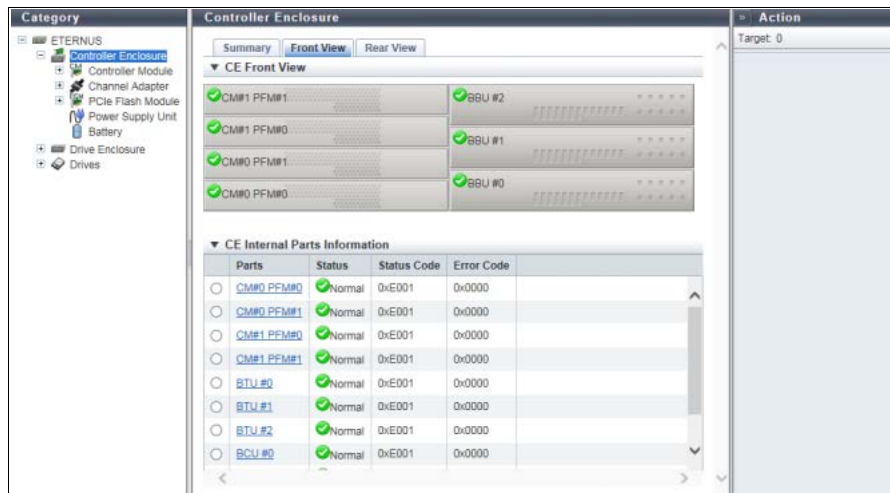 Category
ETERNUS
Controller Enclosure
Controller Module
Channel Adapter
PCIe Flash Module
Power Supply Unit
Battery
Drive Enclosure
Drives
Controller Enclosure
Summary Front View Rear View
CE Front View
CM#1 PFM#1
CM#1 PFM#0
CM#0 PFM#1
CM#0 PFM#0
BBU #2
BBU #1
BBU #0
CE Internal Parts Information
Parts Status Status Code Error Code
CM#0 PFM#0 Normal 0xE001 0x0000
CM#0 PFM#1 Normal 0xE001 0x0000
CM#1 PFM#0 Normal 0xE001 0x0000
CM#1 PFM#1 Normal 0xE001 0x0000
BTU #0 Normal 0xE001 0x0000
BTU #1 Normal 0xE001 0x0000
BTU #2 Normal 0xE001 0x0000
BCU #0 Normal 0xE001 0x0000
» Action
Target: 0